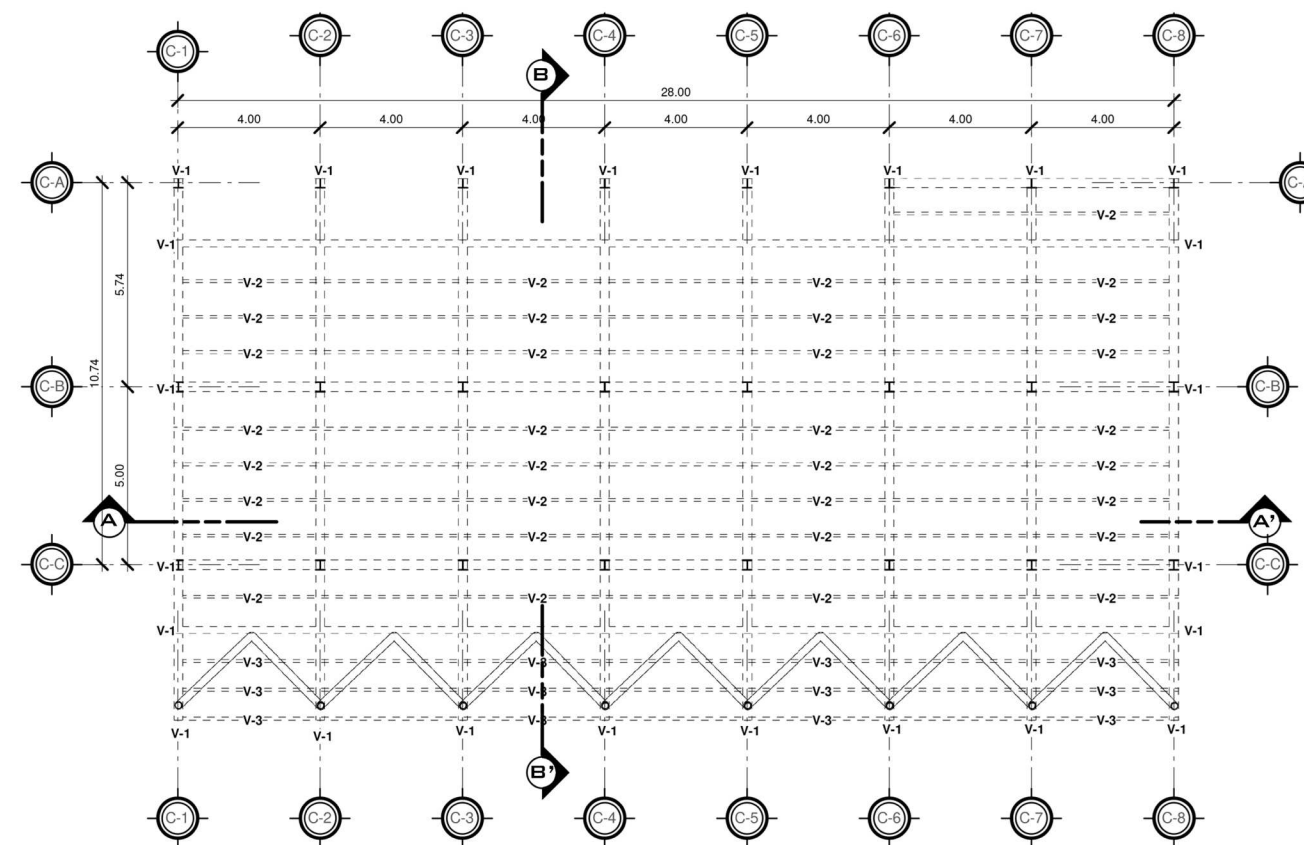 C-1 C-2 C-3 C-4 C-5 C-6 C-7 C-8
B
28.00
4.00 4.00 4.00 4.00 4.00 4.00 4.00
V-1 V-1 V-1 V-1 V-1 V-1 V-1 V-1
C-A C-A
V-2
V-1 V-1
5.74
V-2 V-2 V-2 V-2
V-2 V-2 V-2 V-2
V-2 V-2 V-2 V-2
10.74
C-B V-1 V-1 C-B
V-2 V-2 V-2 V-2
V-2 V-2 V-2 V-2
5.00
V-2 V-2 V-2 V-2
A A'
V-2 V-2 V-2 V-2
C-C V-1 V-1 C-C
V-2 V-2 V-2 V-2
V-1 V-1
V-3 V-3 V-3 V-3
V-3 V-3 V-3 V-3
V-3 V-3 V-3 V-3
V-1 V-1 V-1 V-1 V-1 V-1 V-1 V-1
B'
C-1 C-2 C-3 C-4 C-5 C-6 C-7 C-8